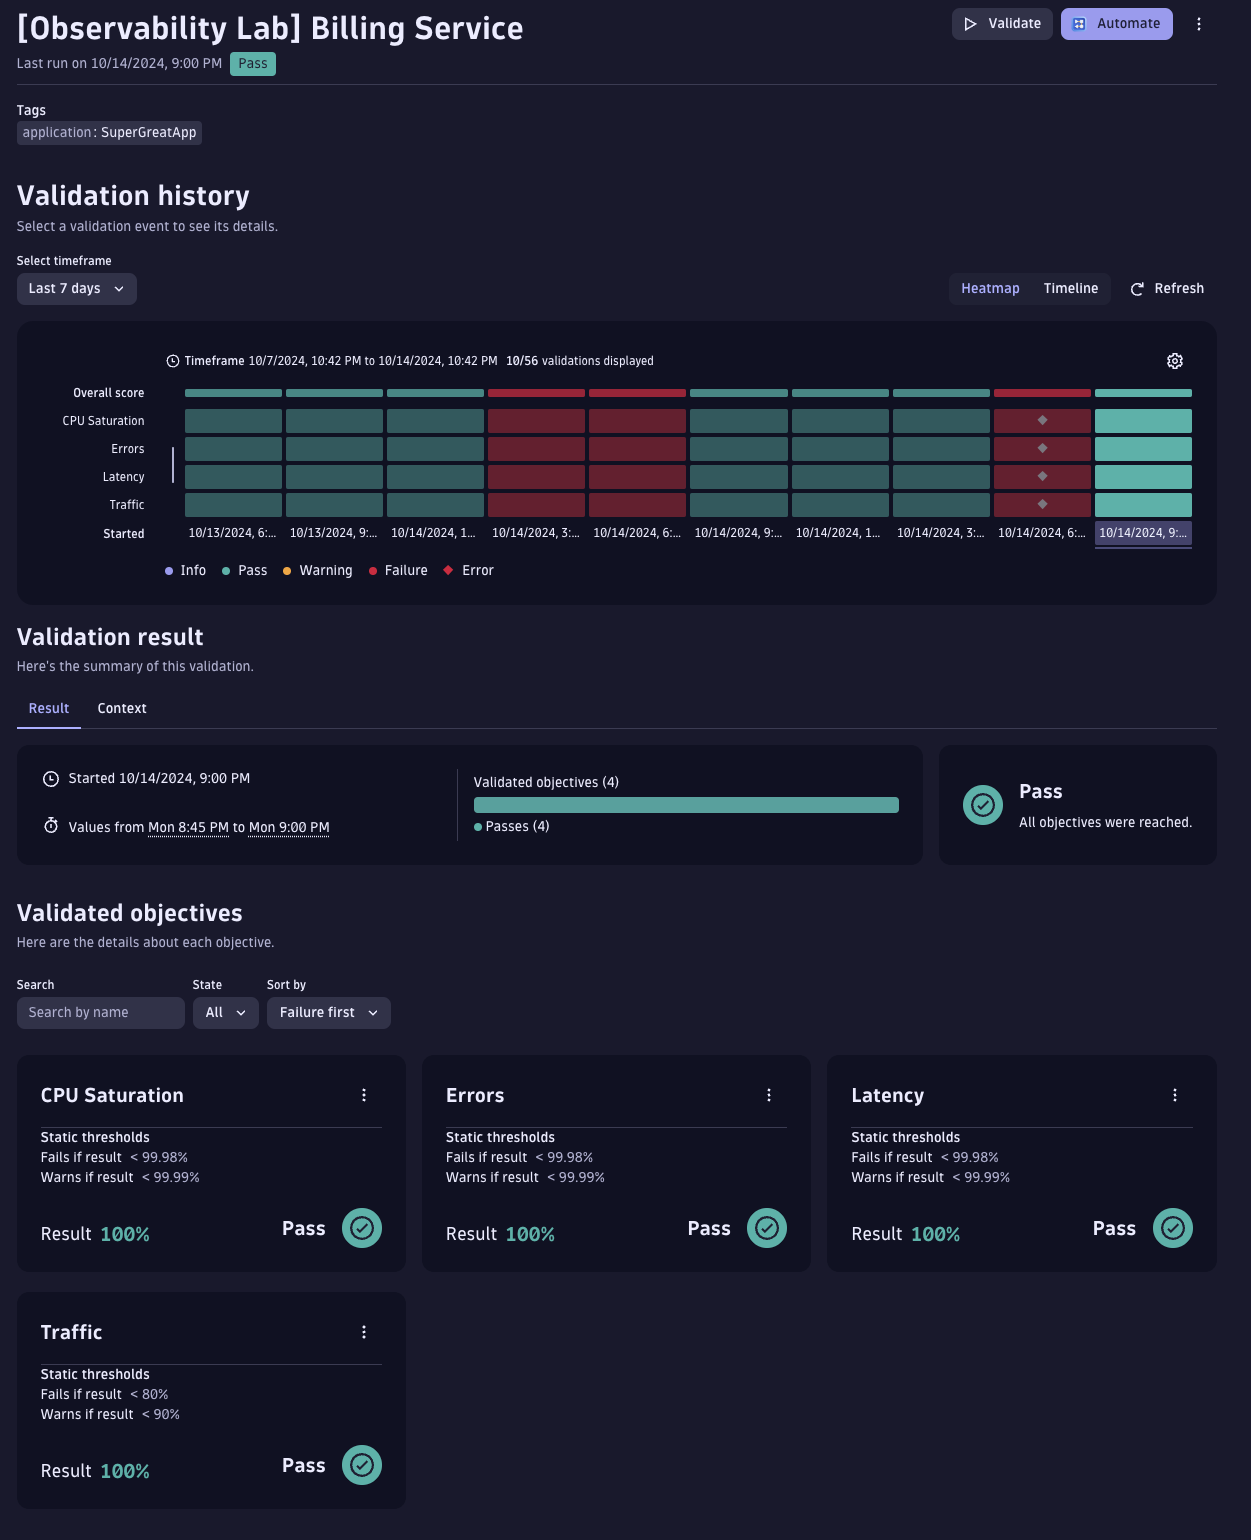 [Observability Lab] Billing Service
Validate
Automate
Last run on 10/14/2024, 9:00 PM Pass
Tags
application: SuperGreatApp
Validation history
Select a validation event to see its details.
Select timeframe
Last 7 days
Heatmap Timeline Refresh
Timeframe 10/7/2024, 10:42 PM to 10/14/2024, 10:42 PM 10/56 validations displayed
Overall score
CPU Saturation
Errors
Latency
Traffic
Started 10/13/2024, 6:... 10/13/2024, 9:... 10/14/2024, 1... 10/14/2024, 3:... 10/14/2024, 6:... 10/14/2024, 9:... 10/14/2024, 1... 10/14/2024, 3:... 10/14/2024, 6:... 10/14/2024, 9:...
Info Pass Warning Failure Error
Validation result
Here's the summary of this validation.
Result Context
Started 10/14/2024, 9:00 PM
Values from Mon 8:45 PM to Mon 9:00 PM
Validated objectives (4)
Passes (4)
Pass
All objectives were reached.
Validated objectives
Here are the details about each objective.
Search State Sort by
Search by name All Failure first
CPU Saturation
Static thresholds
Fails if result < 99.98%
Warns if result < 99.99%
Result 100% Pass
Errors
Static thresholds
Fails if result < 99.98%
Warns if result < 99.99%
Result 100% Pass
Latency
Static thresholds
Fails if result < 99.98%
Warns if result < 99.99%
Result 100% Pass
Traffic
Static thresholds
Fails if result < 80%
Warns if result < 90%
Result 100% Pass